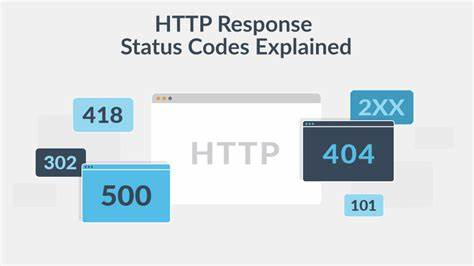 HTTP Response
Status Codes Explained
418
2XX
302
HTTP
404
500
101